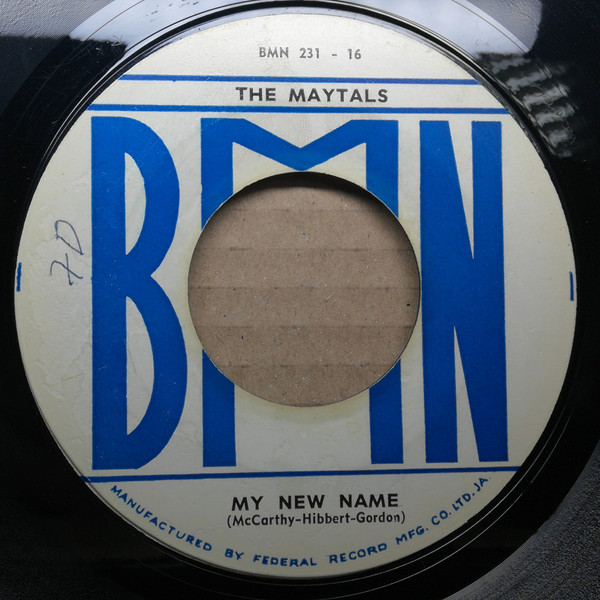 BMN 231 - 16
THE MAYTALS
BMN
7D
MY NEW NAME
(McCarthy-Hibbert-Gordon)
MANUFACTURED BY FEDERAL RECORD MFG. CO. LTD. JA.